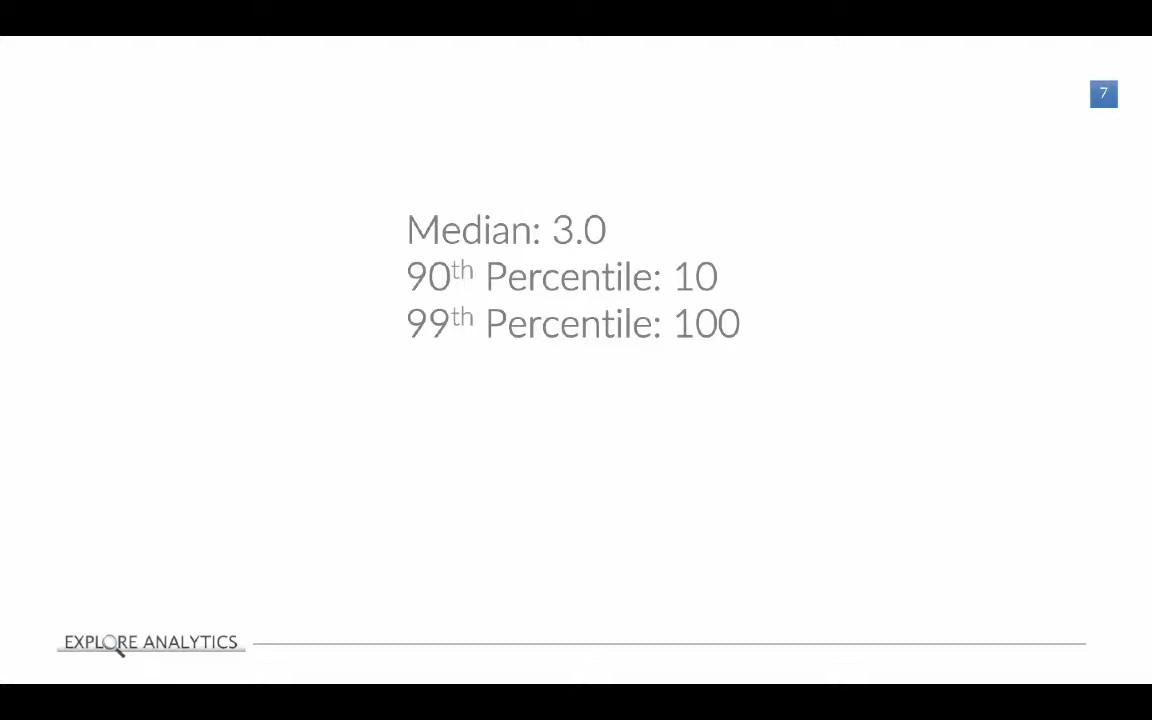 7
Median: 3.0
90th Percentile: 10
99th Percentile: 100
EXPLORE ANALYTICS